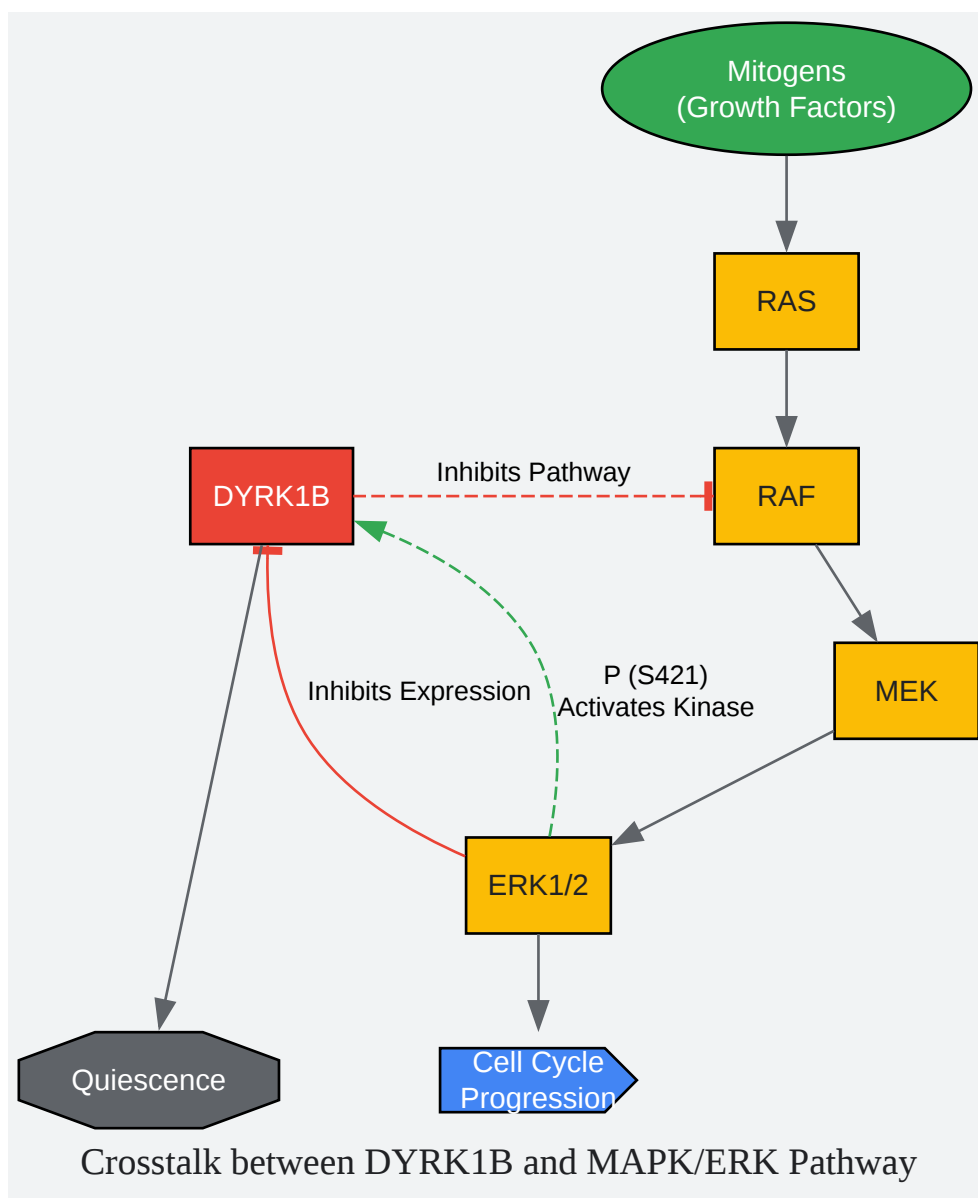 Mitogens
(Growth Factors)
RAS
Inhibits Pathway
DYRK1B
RAF
P (S421)
Inhibits Expression
Activates Kinase
MEK
ERK1/2
Cell Cycle
Quiescence
Progression
Crosstalk between DYRK1B and MAPK/ERK Pathway